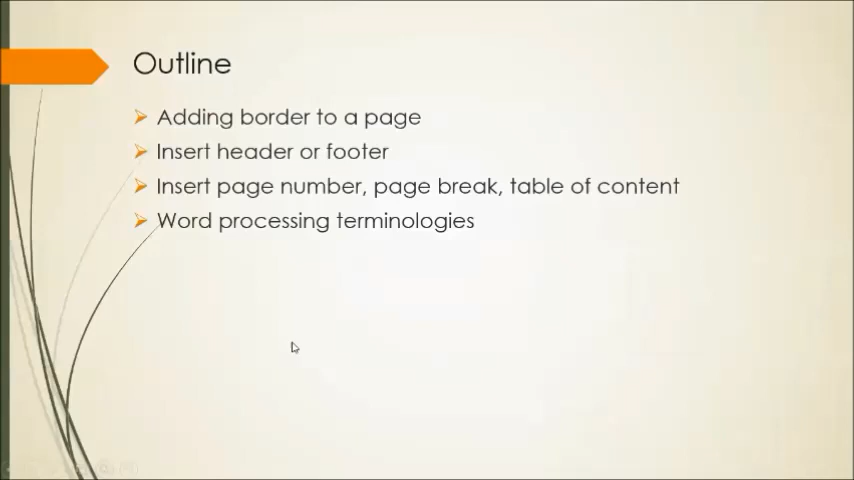 Outline
Adding border to a page
Insert header or footer
Insert page number, page break, table of content
Word processing terminologies